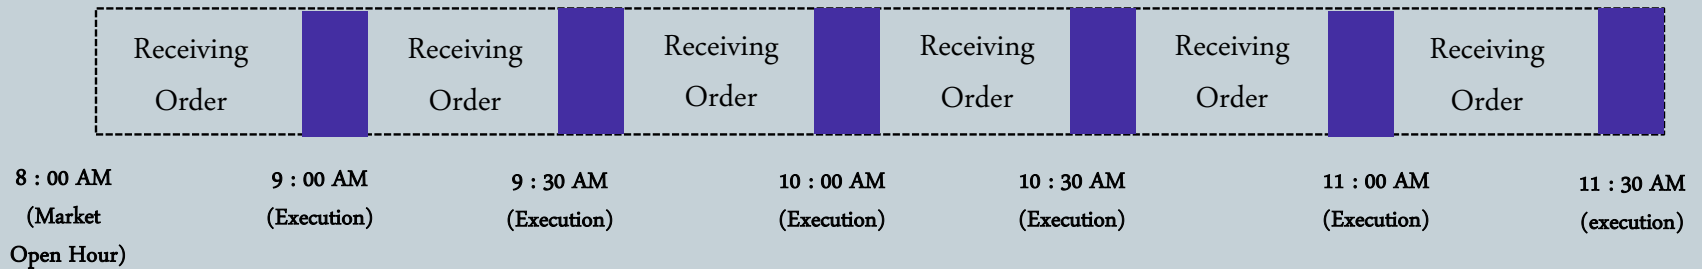 Receiving
Order
Receiving
Order
Receiving
Order
Receiving
Order
Receiving
Order
Receiving
Order
8 : 00 AM
(Market
Open Hour)
9 : 00 AM
(Execution)
9 : 30 AM
(Execution)
10 : 00 AM
(Execution)
10 : 30 AM
(Execution)
11 : 00 AM
(Execution)
11 : 30 AM
(execution)